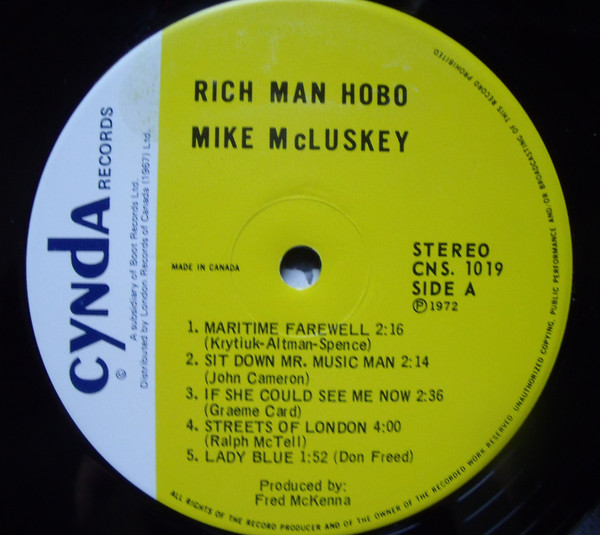 RICH MAN HOBO
MIKE McLUSKEY
CYNDA RECORDS
©
A subsidiary of Boot Records Ltd.
Distributed by London Records of Canada (1967) Ltd.
MADE IN CANADA
STEREO
CNS. 1019
SIDE A
Ⓟ1972
1. MARITIME FAREWELL 2:16
(Krytiuk-Altman-Spence)
2. SIT DOWN MR. MUSIC MAN 2:14
(John Cameron)
3. IF SHE COULD SEE ME NOW 2:36
(Graeme Card)
4. STREETS OF LONDON 4:00
(Ralph McTell)
5. LADY BLUE 1:52 (Don Freed)
Produced by:
Fred McKenna
ALL RIGHTS OF THE RECORD PRODUCER AND OF THE OWNER OF THE RECORDED WORK RESERVED. UNAUTHORIZED COPYING, PUBLIC PERFORMANCE AND/OR BROADCASTING OF THIS RECORD PROHIBITED